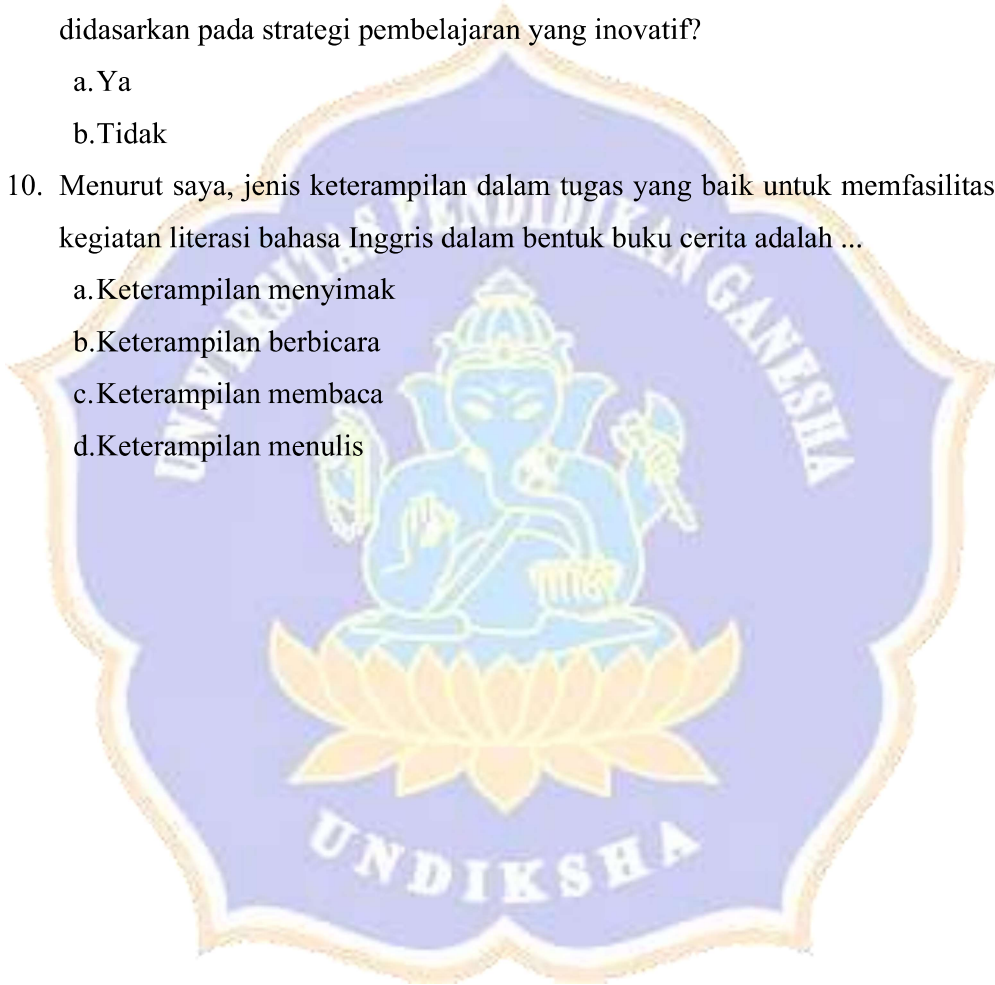 didasarkan pada strategi pembelajaran yang inovatif?
a. Ya
b. Tidak
10. Menurut saya, jenis keterampilan dalam tugas yang baik untuk memfasilitas
kegiatan literasi bahasa Inggris dalam bentuk buku cerita adalah ...
a. Keterampilan menyimak
b. Keterampilan berbicara
c. Keterampilan membaca
d. Keterampilan menulis
UNIVERSITAS PENDIDIKAN GANESHA
UNDIKSHA